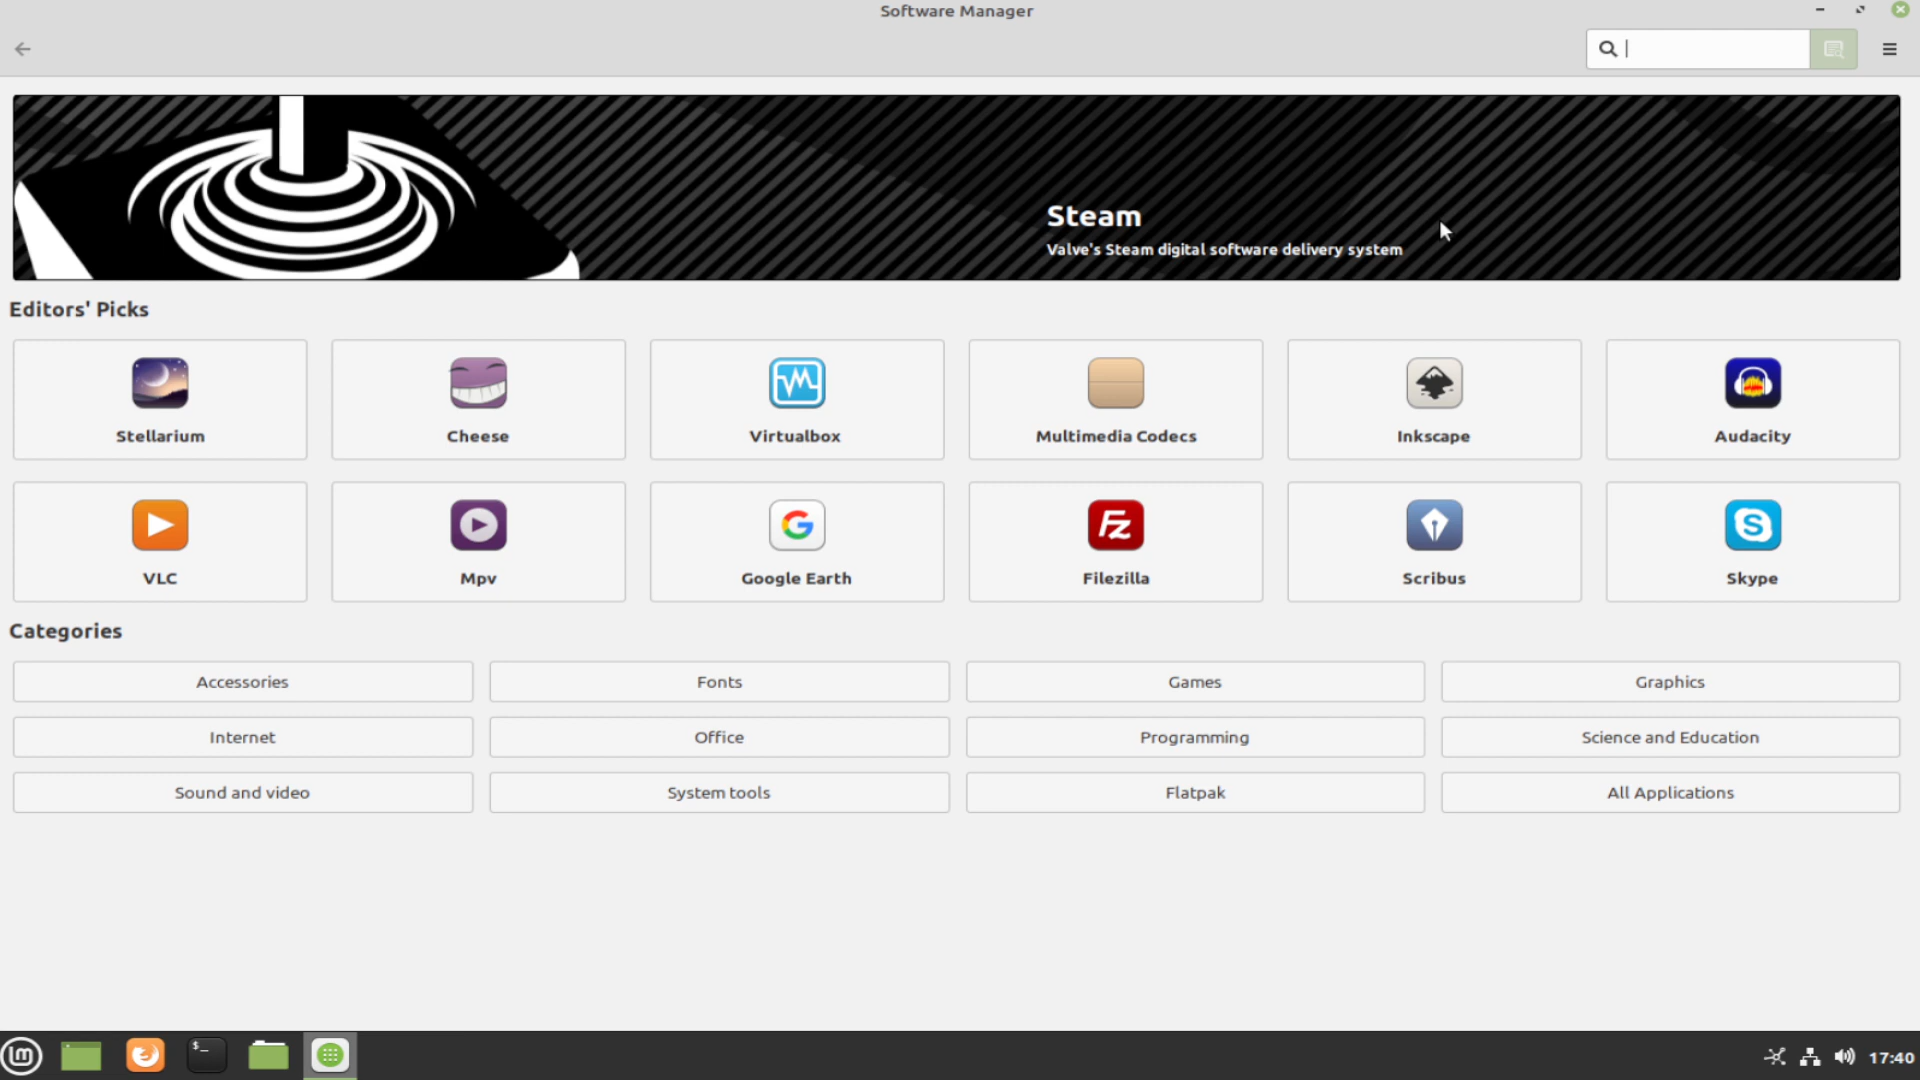 Software Manager
Steam
Valve's Steam digital software delivery system
Editors' Picks
Stellarium
Cheese
Virtualbox
Multimedia Codecs
Inkscape
Audacity
VLC
Mpv
Google Earth
Filezilla
Scribus
Skype
Categories
Accessories
Fonts
Games
Graphics
Internet
Office
Programming
Science and Education
Sound and video
System tools
Flatpak
All Applications
17:40